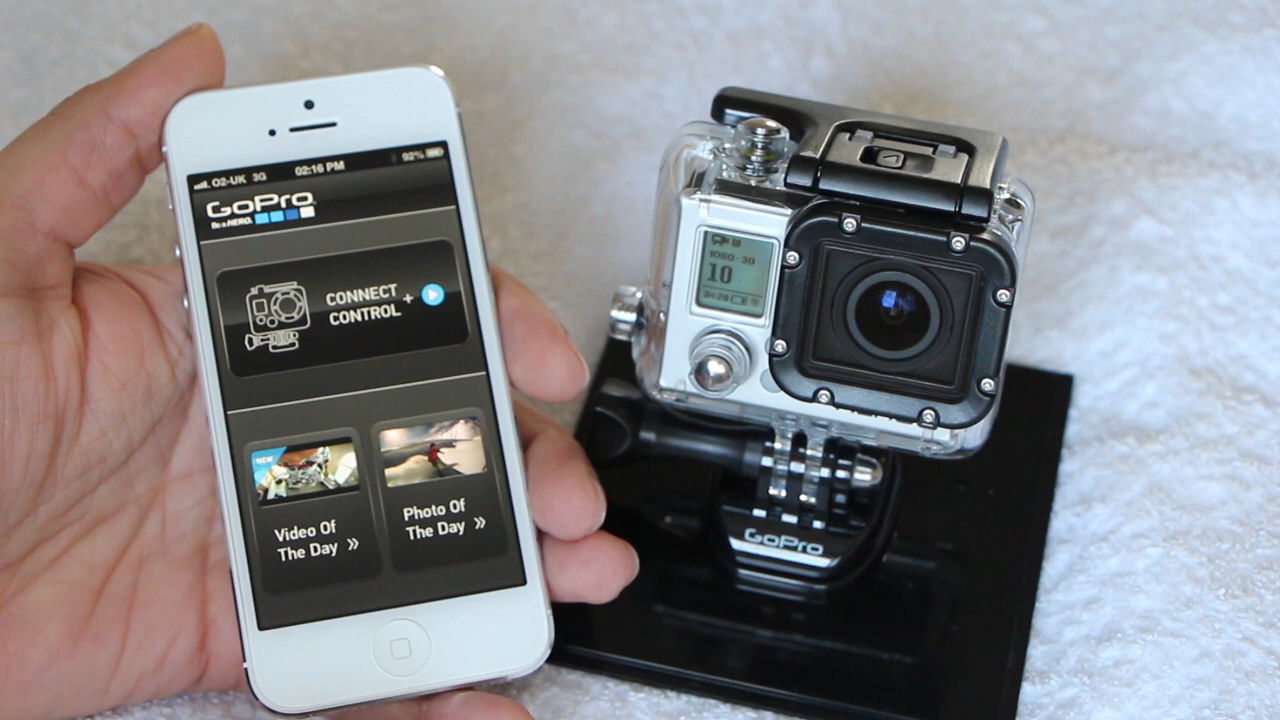 O2-UK 3G 02:16 PM 92%
GoPro
Be a HERO.
CONNECT +
CONTROL
NEW
Video Of
The Day »
Photo Of
The Day »
1080-30
10
GoPro